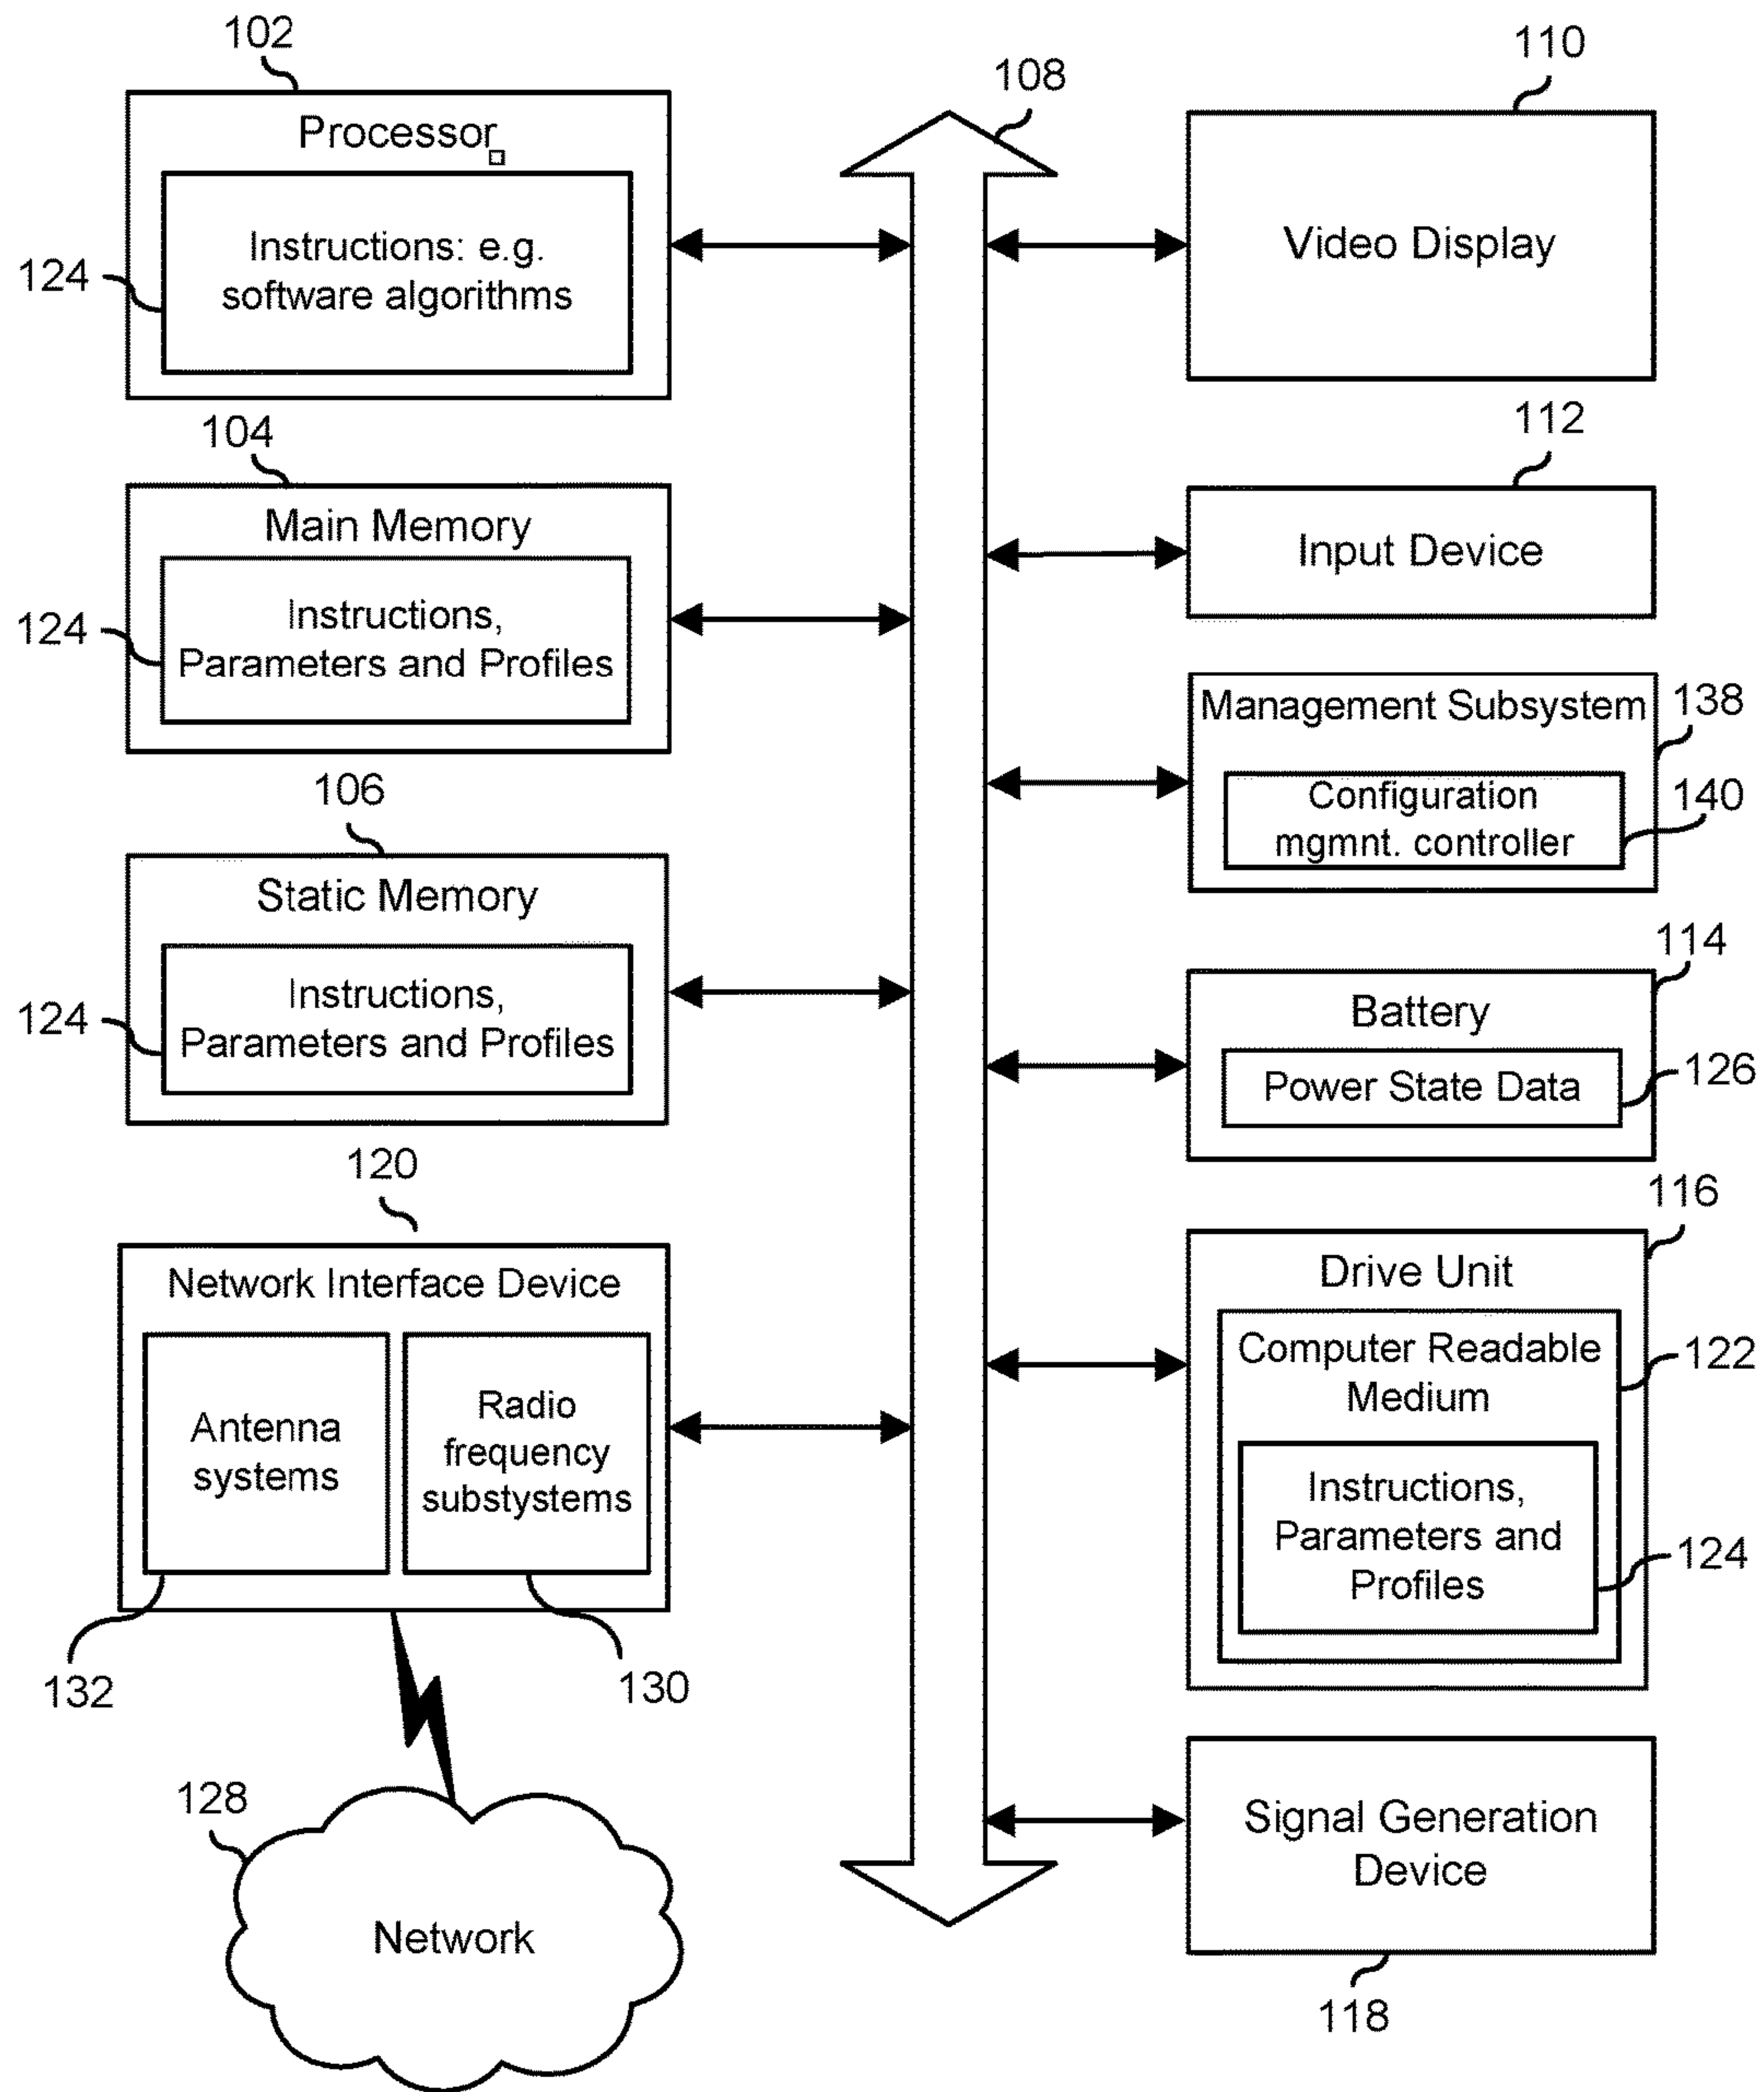 102
Processor
Instructions: e.g.
software algorithms
124
104
Main Memory
Instructions,
Parameters and Profiles
124
106
Static Memory
Instructions,
Parameters and Profiles
124
120
Network Interface Device
Antenna
systems
Radio
frequency
substystems
132
130
128
Network
108
110
Video Display
112
Input Device
Management Subsystem
138
Configuration
mgmnt. controller
140
114
Battery
Power State Data
126
116
Drive Unit
Computer Readable
Medium
122
Instructions,
Parameters and
Profiles
124
Signal Generation
Device
118